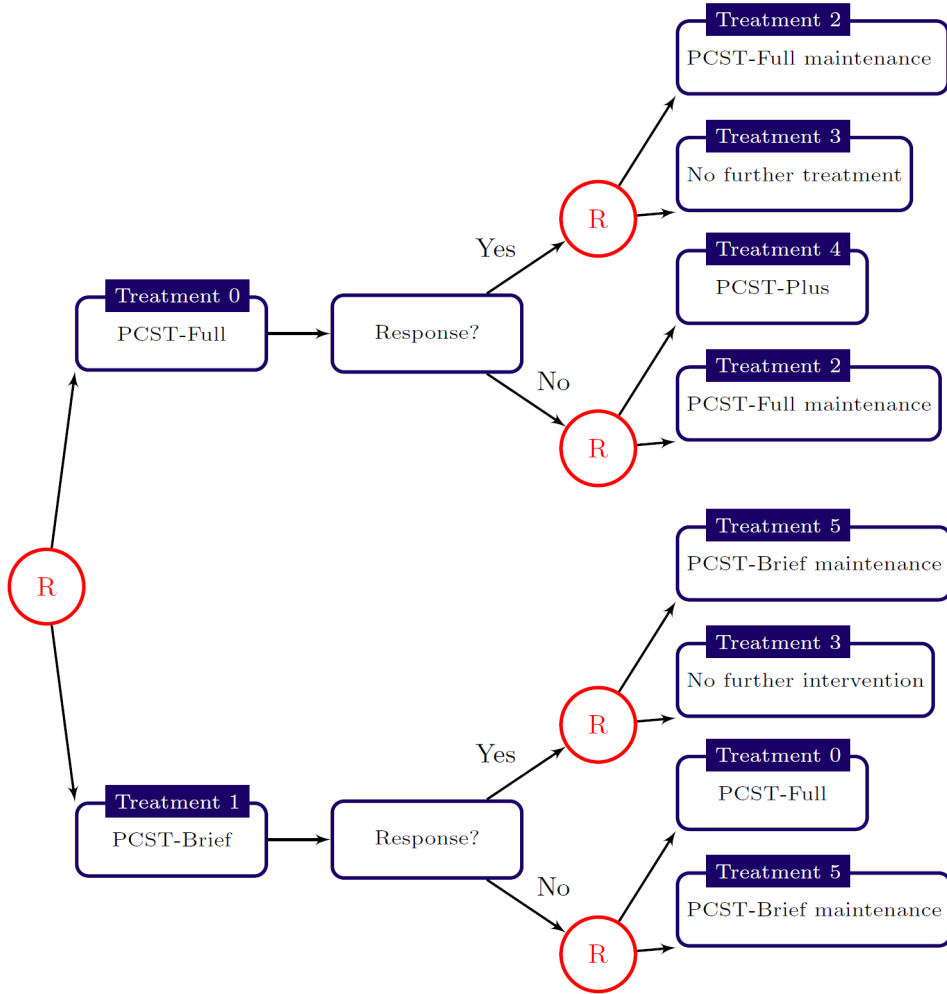 Treatment 2
PCST-Full maintenance
Treatment 3
No further treatment
R
Yes
Treatment 4
PCST-Plus
Treatment 0
PCST-Full
Response?
No
Treatment 2
PCST-Full maintenance
R
R
Treatment 5
PCST-Brief maintenance
Treatment 3
No further intervention
R
Yes
Treatment 0
PCST-Full
Treatment 1
PCST-Brief
Response?
No
Treatment 5
PCST-Brief maintenance
R